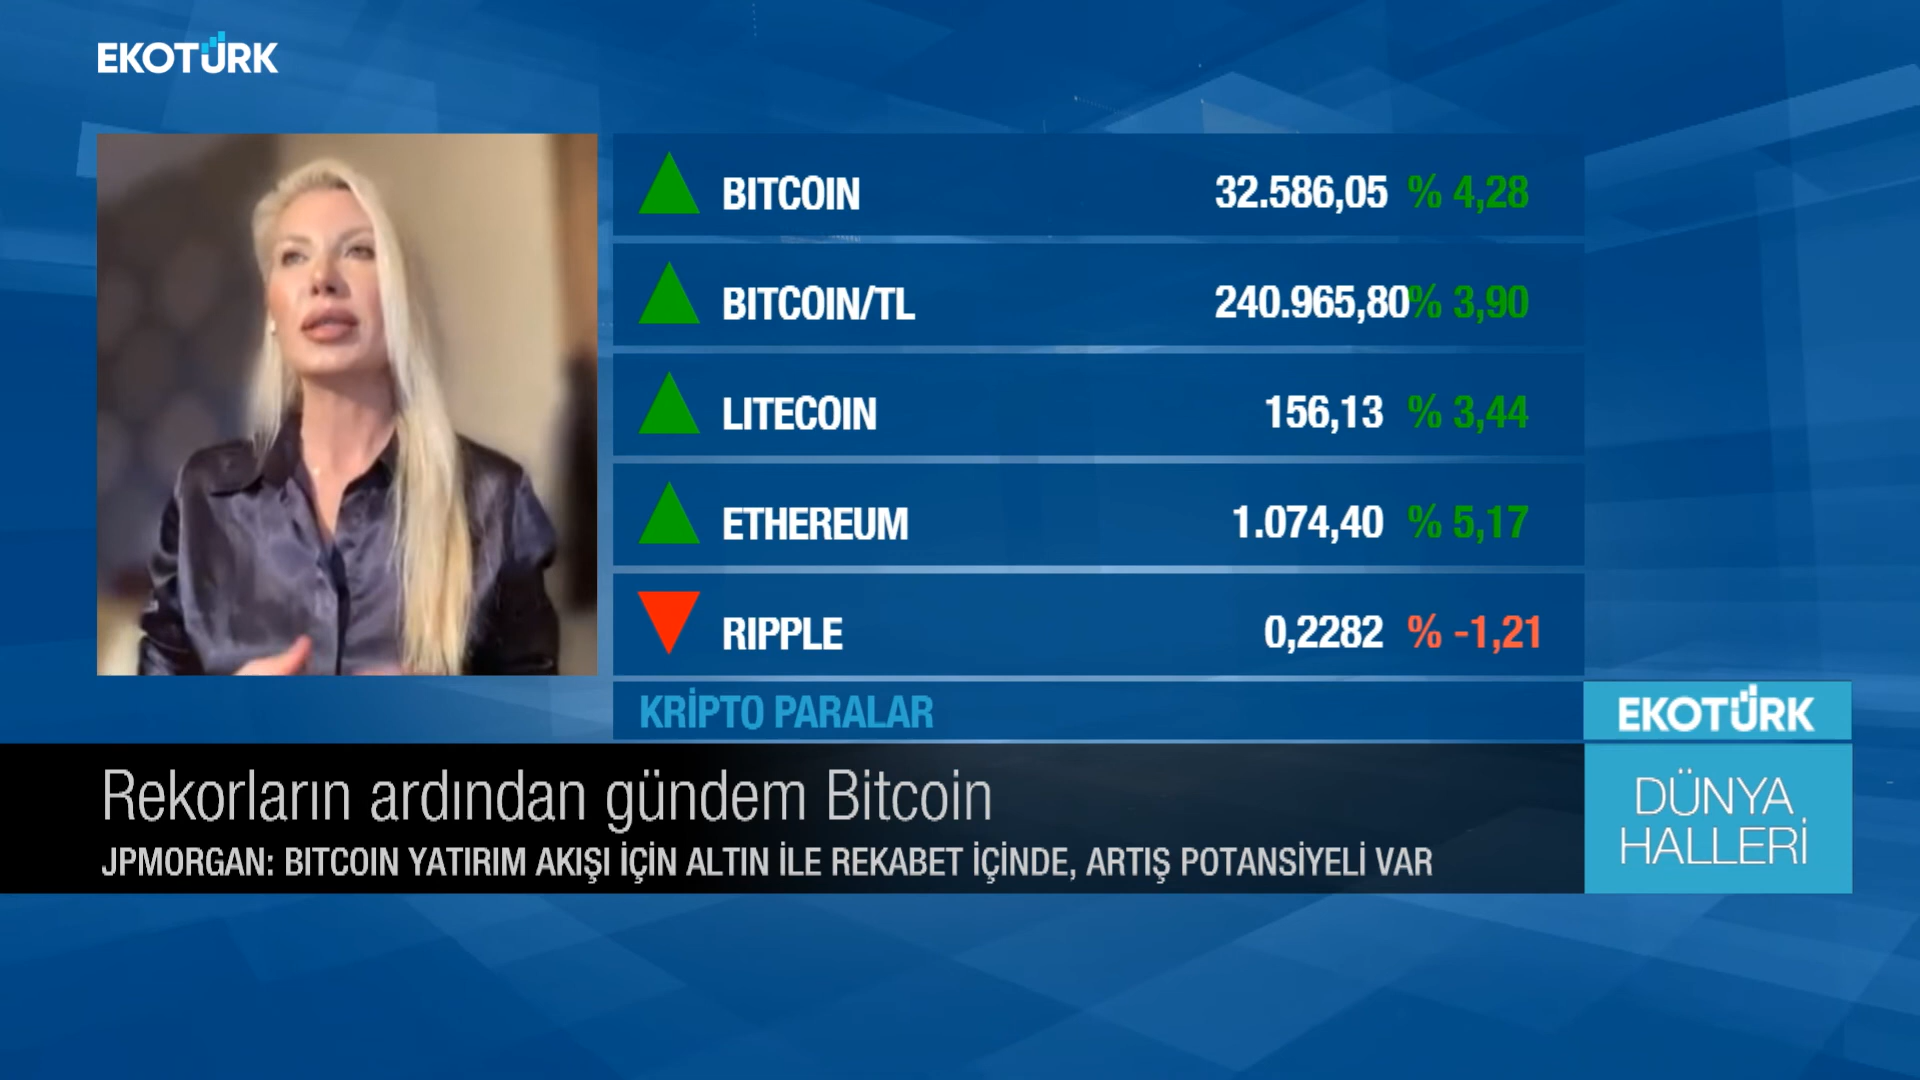 EKOTÜRK
BITCOIN 32.586,05 % 4,28
BITCOIN/TL 240.965,80 % 3,90
LITECOIN 156,13 % 3,44
ETHEREUM 1.074,40 % 5,17
RIPPLE 0,2282 % -1,21
KRİPTO PARALAR
EKOTÜRK
Rekorların ardından gündem Bitcoin
JPMORGAN: BITCOIN YATIRIM AKIŞI İÇİN ALTIN İLE REKABET İÇİNDE, ARTIŞ POTANSİYELİ VAR
DÜNYA
HALLERİ